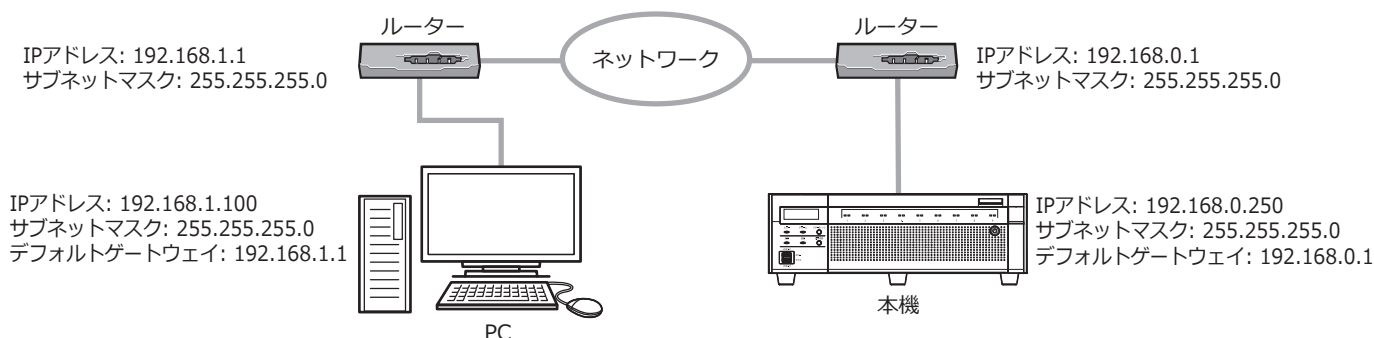 ルーター
IPアドレス: 192.168.1.1
サブネットマスク: 255.255.255.0
ネットワーク
ルーター
IPアドレス: 192.168.0.1
サブネットマスク: 255.255.255.0
IPアドレス: 192.168.1.100
サブネットマスク: 255.255.255.0
デフォルトゲートウェイ: 192.168.1.1
PC
IPアドレス: 192.168.0.250
サブネットマスク: 255.255.255.0
デフォルトゲートウェイ: 192.168.0.1
本機